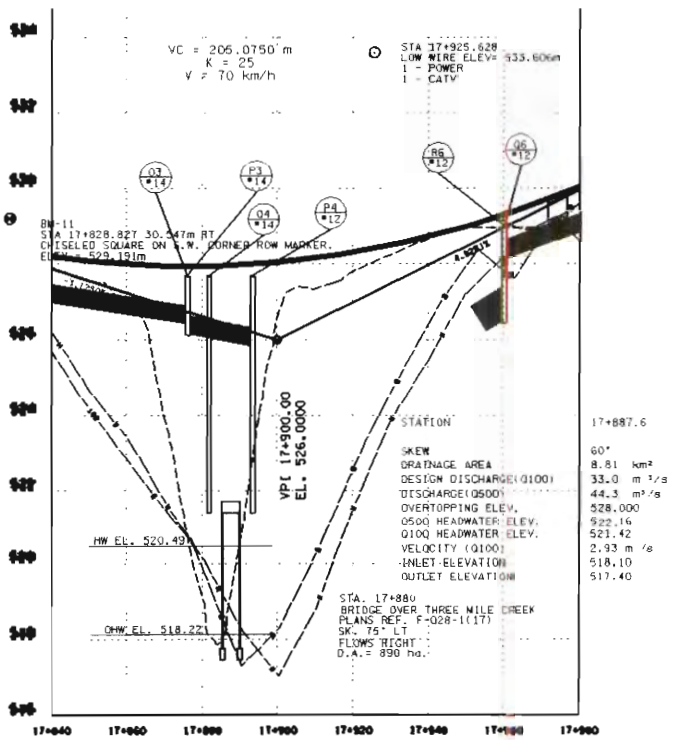 VC = 205.0750 m
K = 25
V = 70 km/h
STA 17+925.628
LOW WIRE ELEV= 533.606m
1 - POWER
1 - CATV
O3
*14
P3
*14
O4
*14
P4
*12
R6
*12
Q6
*12
BM-11
STA 17+828.827 30.547m RT
CHISELED SQUARE ON S.W. CORNER ROW MARKER.
ELEV = 529.191m
VPI 17+900.00
EL. 526.0000
STATION 17+887.6
SKEW 60°
DRAINAGE AREA 8.81 km²
DESIGN DISCHARGE(Q100) 33.0 m³/s
DISCHARGE(Q500) 44.3 m³/s
OVERTOPPING ELEV. 528.000
Q500 HEADWATER ELEV. 522.16
Q100 HEADWATER ELEV. 521.42
VELOCITY (Q100) 2.93 m/s
INLET ELEVATION 518.10
OUTLET ELEVATION 517.40
HW EL. 520.49
OHW EL. 518.22
STA. 17+880
BRIDGE OVER THREE MILE CREEK
PLANS REF. F-028-1(17)
SK. 75° LT
FLOWS RIGHT
D.A.= 890 ha.
17+840 17+860 17+880 17+900 17+920 17+940 17+960 17+980